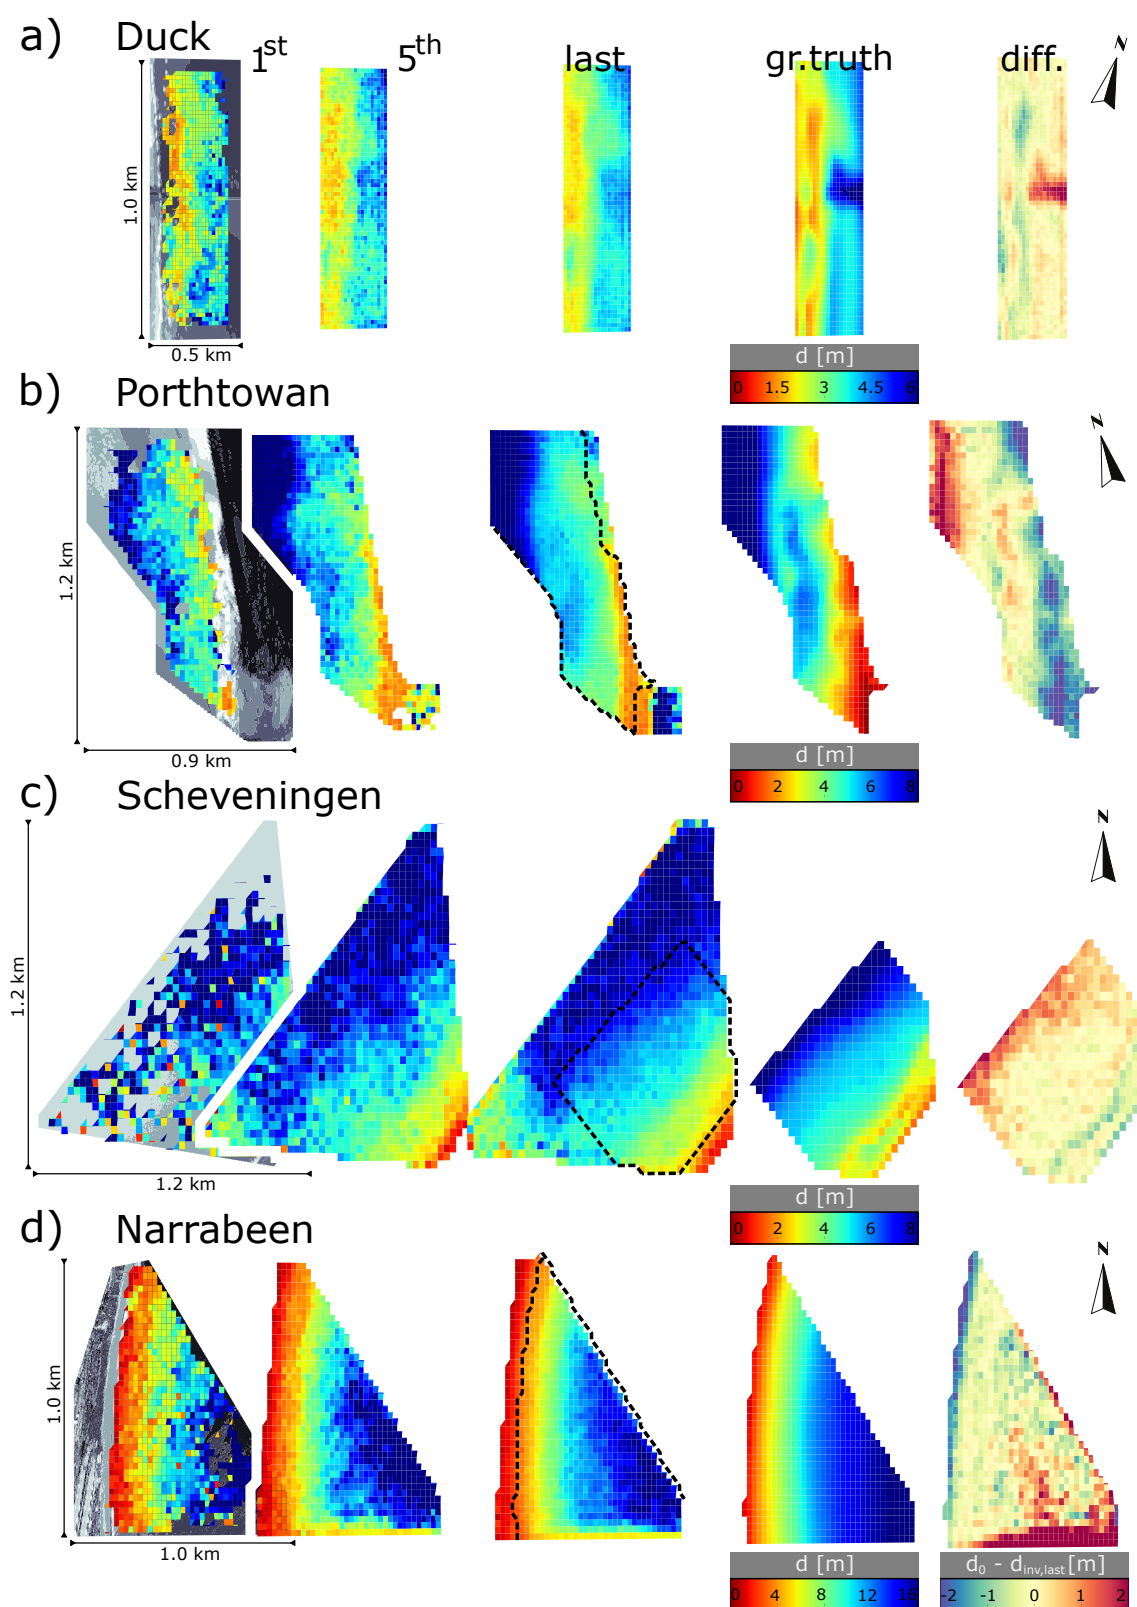 a) Duck
1st 5th last gr.truth diff.
N
1.0 km
0.5 km
d [m]
0 1.5 3 4.5 6
b) Porthtowan
N
1.2 km
0.9 km
d [m]
0 2 4 6 8
c) Scheveningen
N
1.2 km
1.2 km
d [m]
0 2 4 6 8
d) Narrabeen
N
1.0 km
1.0 km
d [m]
0 4 8 12 16
d0 - dinv,last [m]
-2 -1 0 1 2